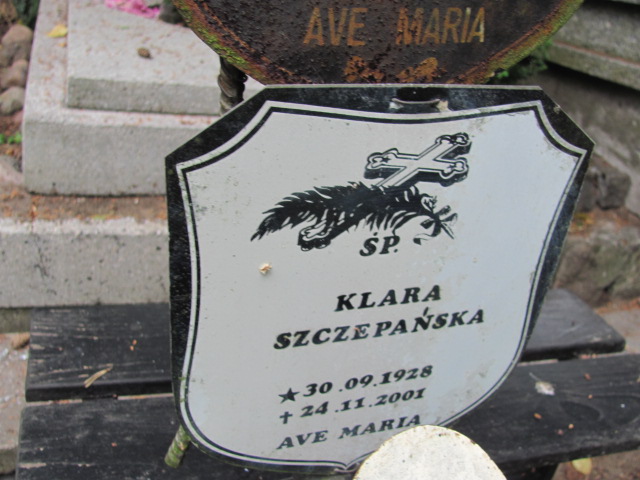 AVE MARIA
ŚP.
KLARA
SZCZEPAŃSKA
★ 30.09.1928
✝ 24.11.2001
AVE MARIA